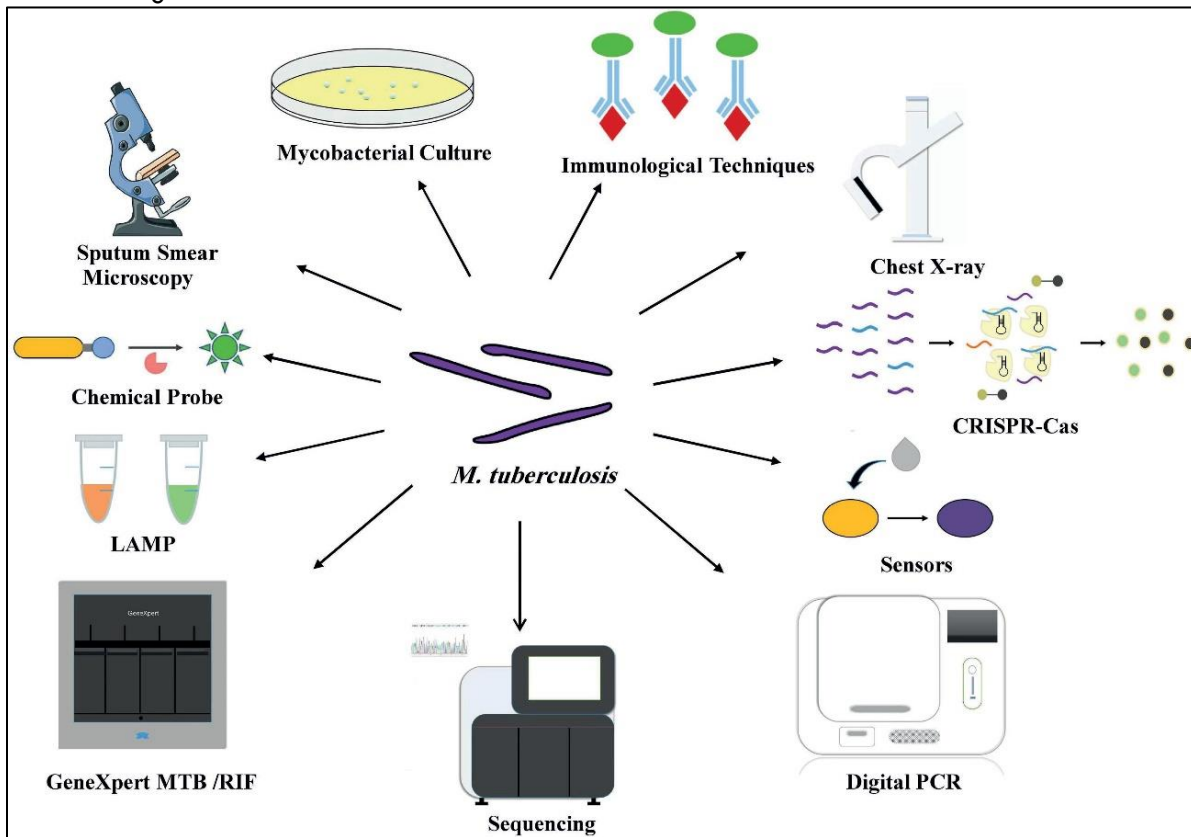 Mycobacterial Culture
Immunological Techniques
Sputum Smear
Microscopy
Chest X-ray
Chemical Probe
CRISPR-Cas
M. tuberculosis
LAMP
Sensors
GeneXpert
GeneXpert MTB /RIF
Digital PCR
Sequencing